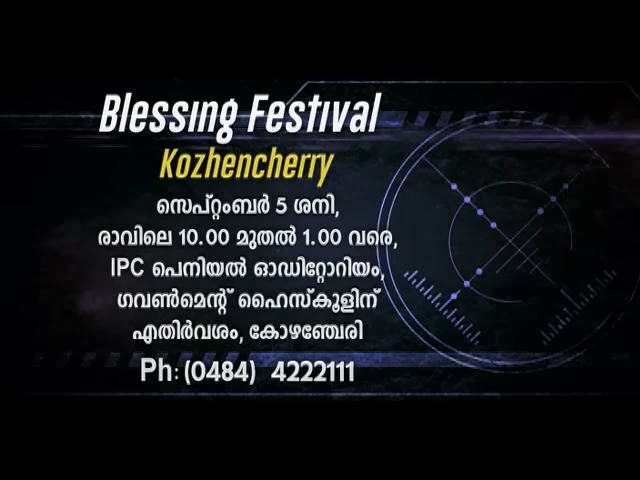 Blessing Festival
Kozhencherry
സെപ്റ്റംബർ 5 ശനി,
രാവിലെ 10.00 മുതൽ 1.00 വരെ,
IPC പെനിയൽ ഓഡിറ്റോറിയം,
ഗവൺമെന്റ് ഹൈസ്കൂളിന്
എതിർവശം, കോഴഞ്ചേരി
Ph: (0484) 4222111